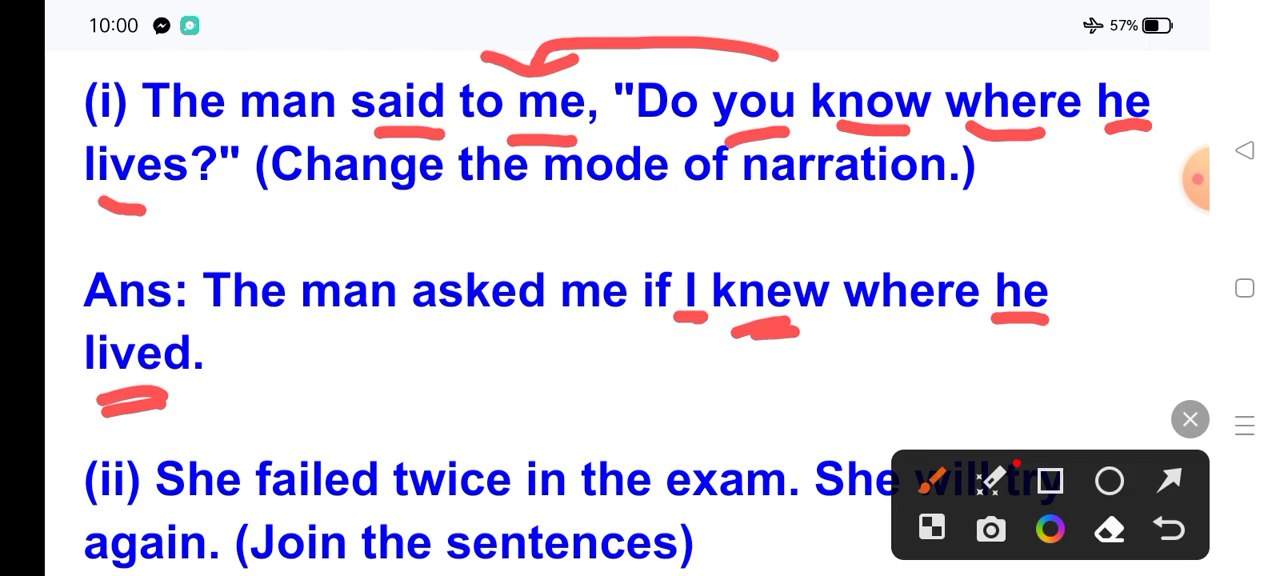 10:00 57%
(i) The man said to me, "Do you know where he
lives?" (Change the mode of narration.)
Ans: The man asked me if I knew where he
lived.
(ii) She failed twice in the exam. She will try
again. (Join the sentences)